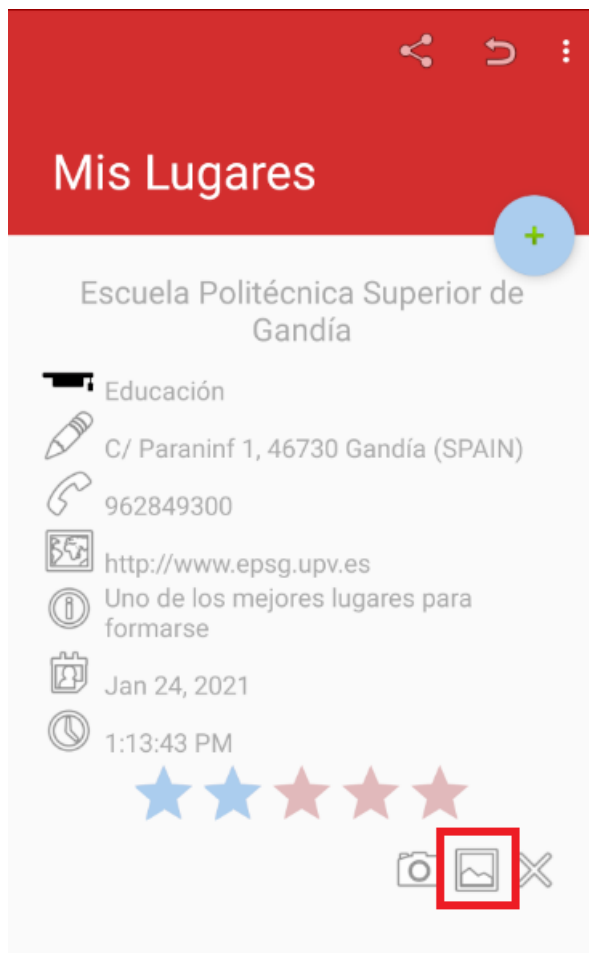 Mis Lugares
Escuela Politécnica Superior de
Gandía
Educación
C/ Paraninf 1, 46730 Gandía (SPAIN)
962849300
http://www.epsg.upv.es
Uno de los mejores lugares para
formarse
Jan 24, 2021
1:13:43 PM